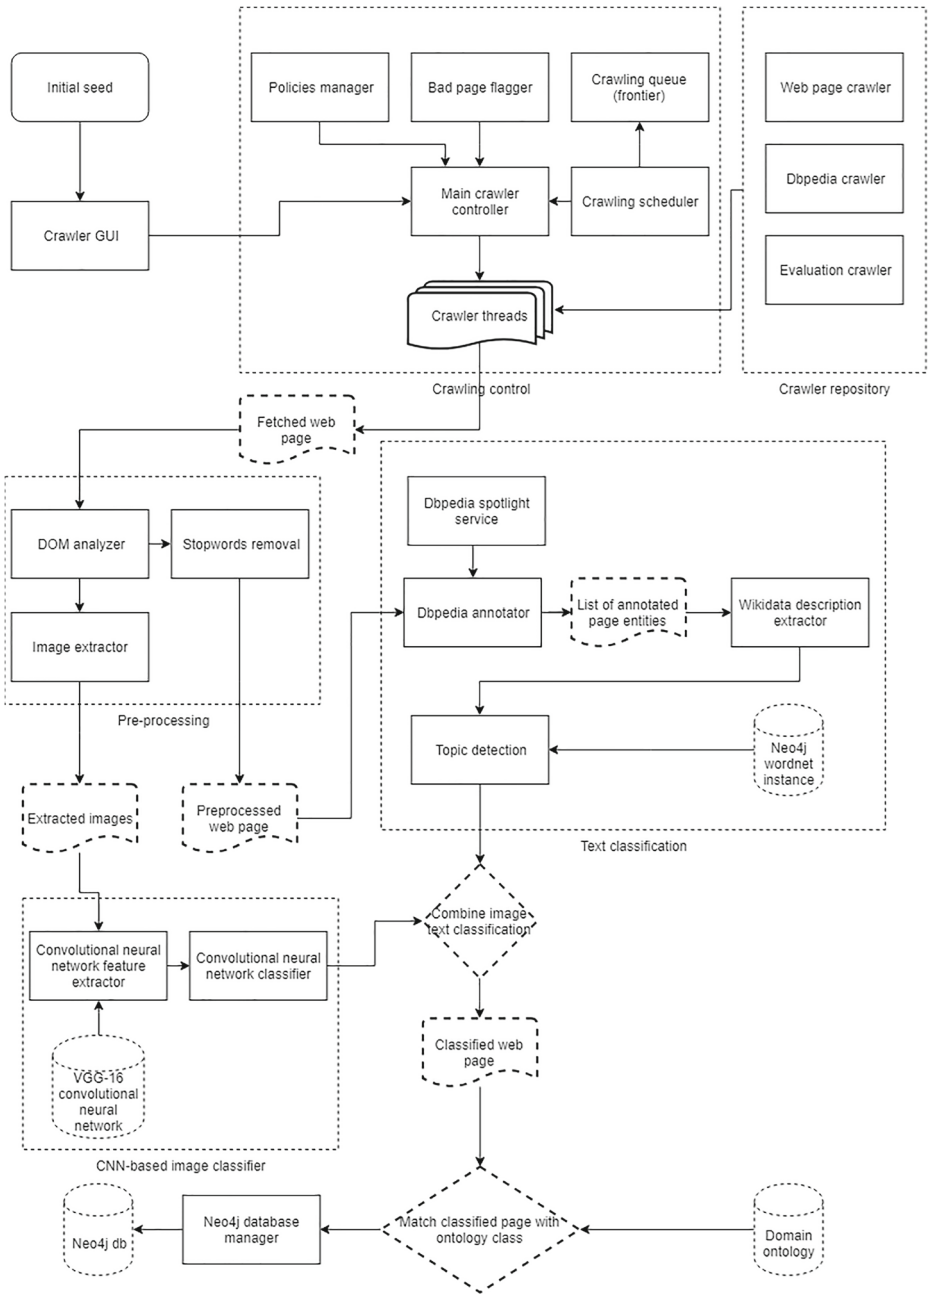 Initial seed
Policies manager
Bad page flagger
Crawling queue
(frontier)
Web page crawler
Main crawler
controller
Crawling scheduler
Dbpedia crawler
Crawler GUI
Evaluation crawler
Crawler threads
Crawling control
Crawler repository
Fetched web
page
Dbpedia spotlight
service
DOM analyzer
Stopwords removal
Dbpedia annotator
List of annotated
page entities
Wikidata description
extractor
Image extractor
Pre-processing
Topic detection
Neo4j
wordnet
instance
Extracted images
Preprocessed
web page
Text classification
Combine image
text classification
Convolutional neural
network feature
extractor
Convolutional neural
network classifier
Classified web
page
VGG-16
convolutional
neural
network
CNN-based image classifier
Neo4j db
Neo4j database
manager
Match classified page with
ontology class
Domain
ontology